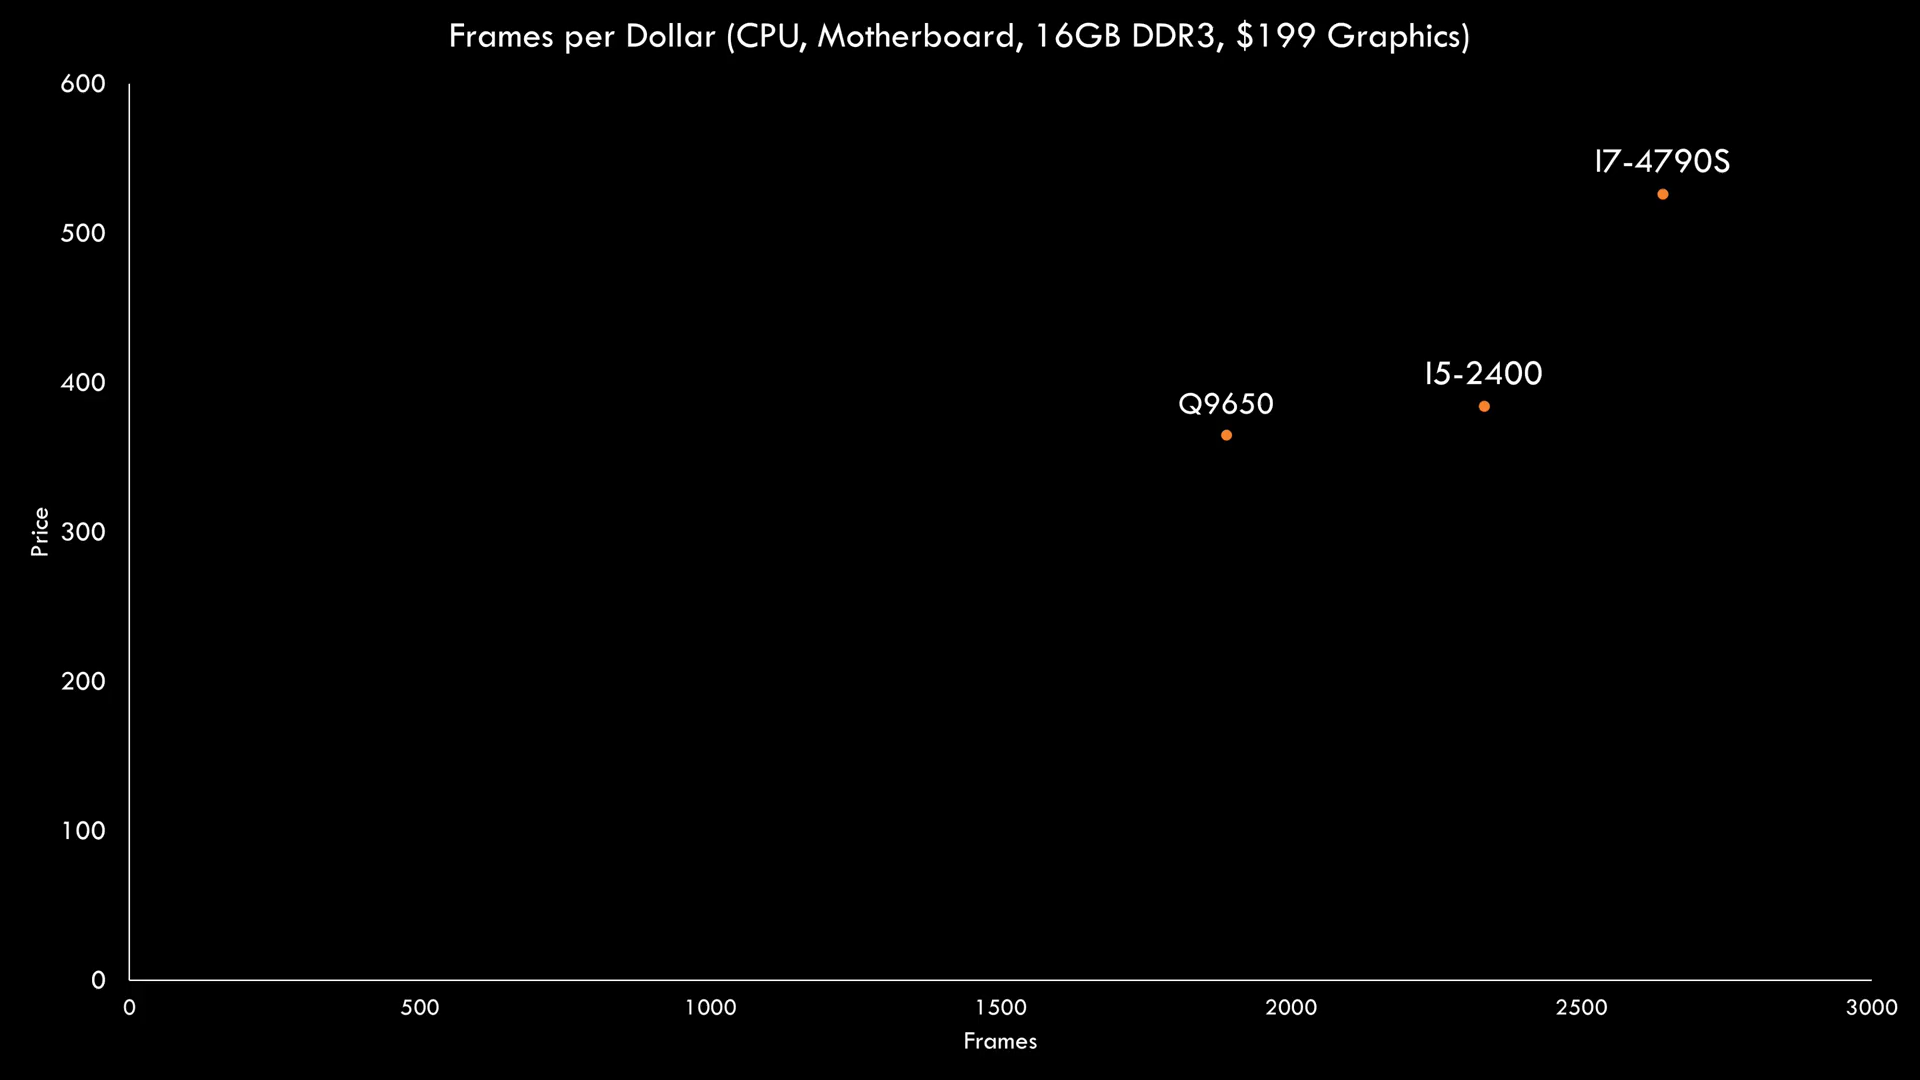 Frames per Dollar (CPU, Motherboard, 16GB DDR3, $199 Graphics)
600
I7-4790S
500
400
I5-2400
Q9650
Price
300
200
100
0
0 500 1000 1500 2000 2500 3000
Frames